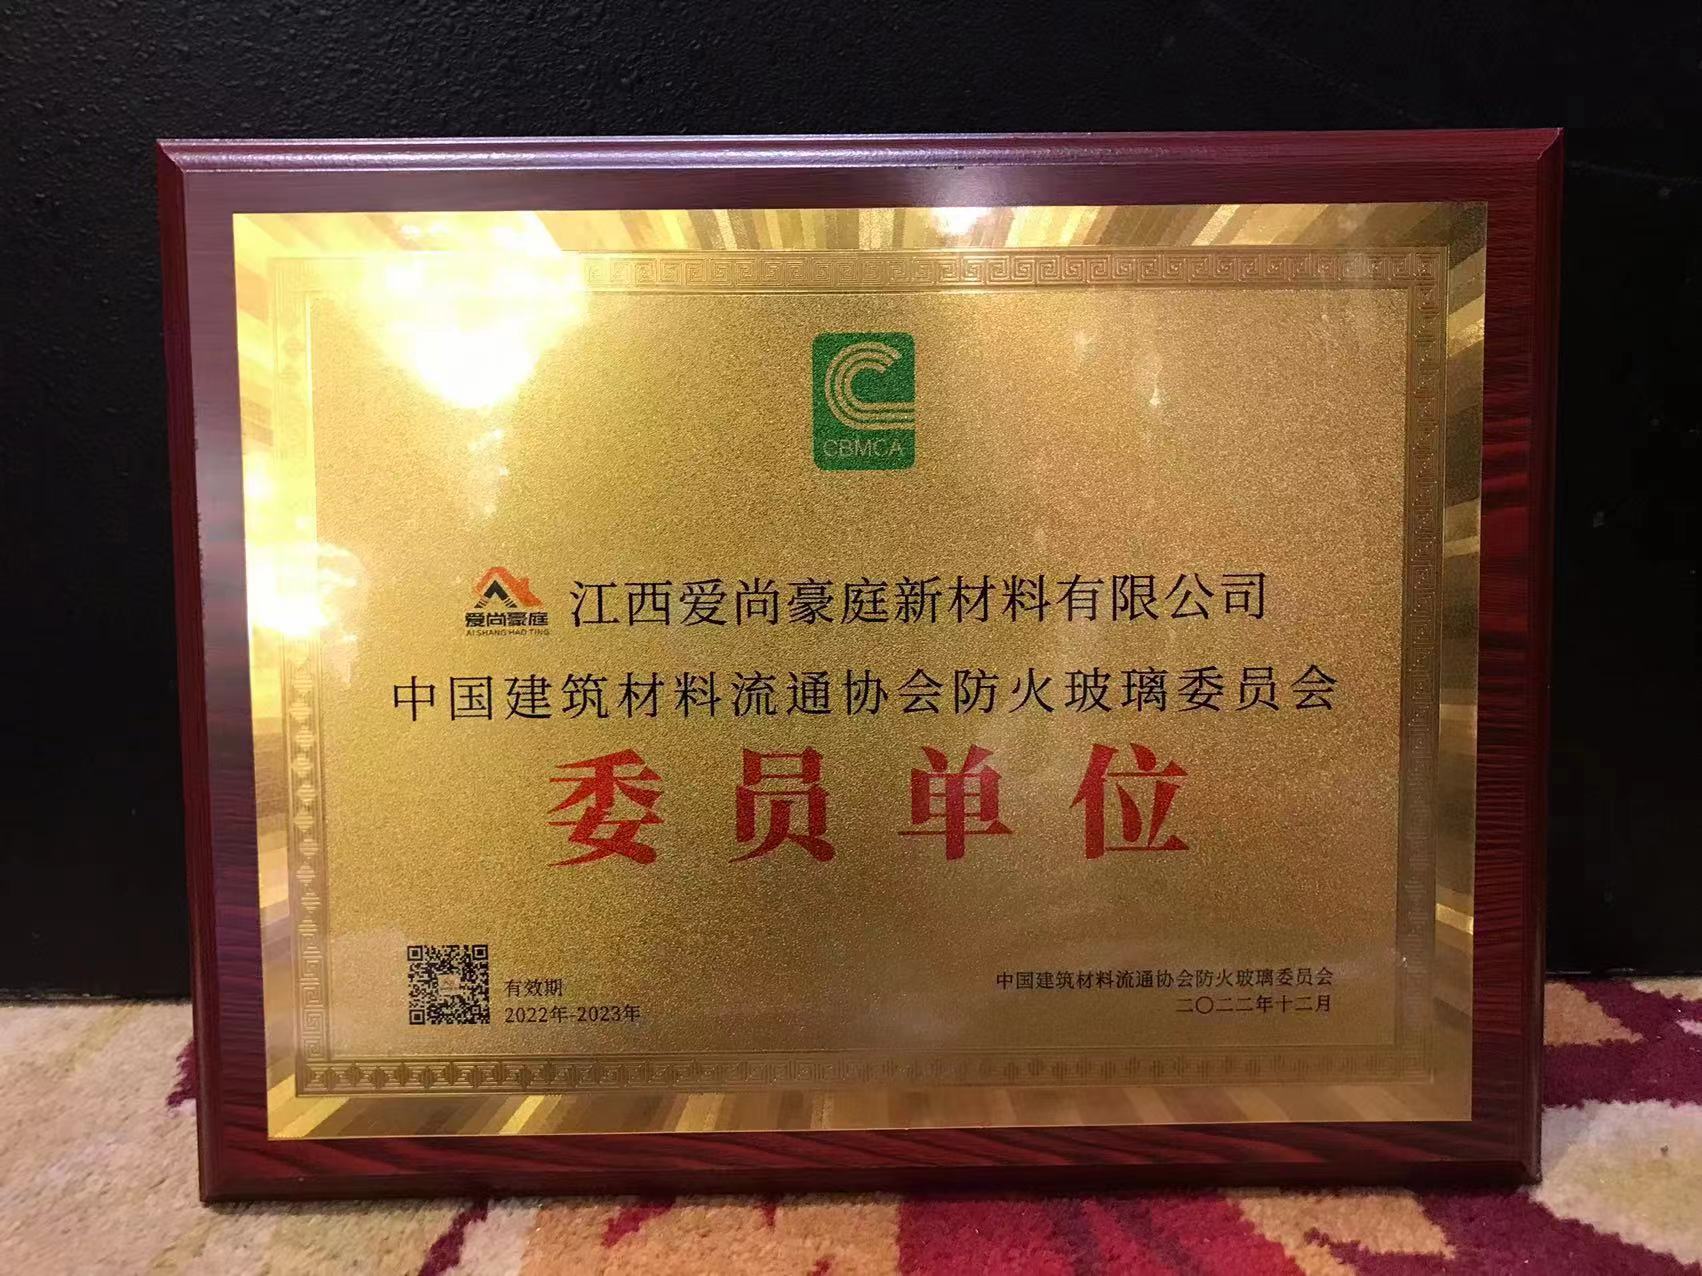 CBMCA
爱尚豪庭
AI SHANG HAO TING
江西爱尚豪庭新材料有限公司
中国建筑材料流通协会防火玻璃委员会
委员单位
有效期
2022年-2023年
中国建筑材料流通协会防火玻璃委员会
二〇二二年十二月